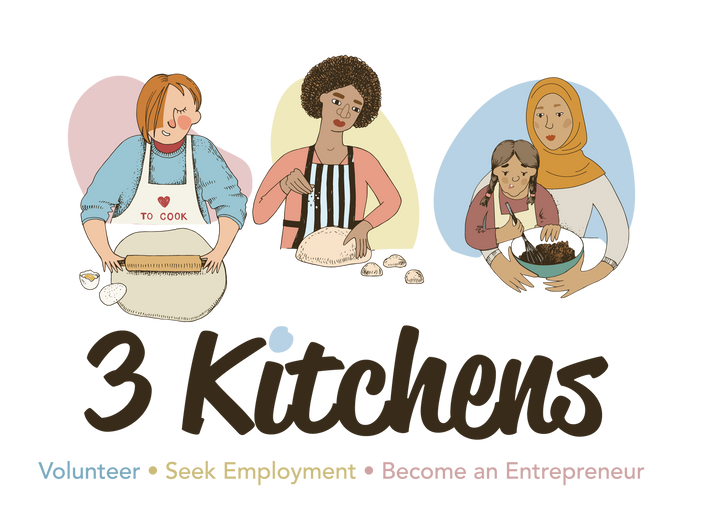 ♥
TO COOK
3 Kitchens
Volunteer • Seek Employment • Become an Entrepreneur